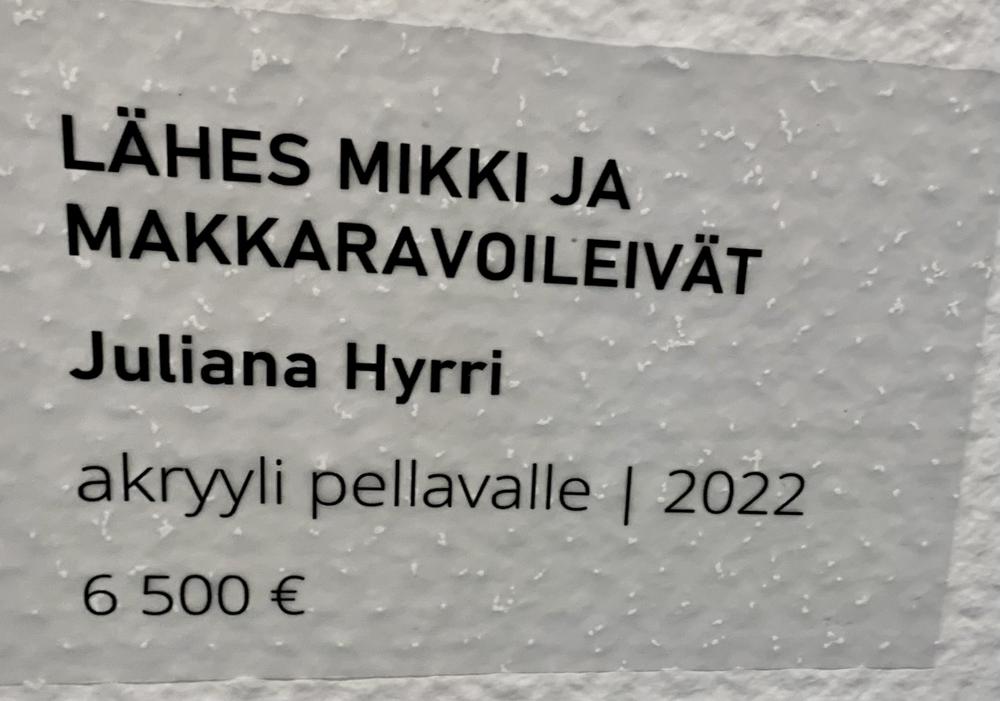 LÄHES MIKKI JA
MAKKARAVOILEIVÄT
Juliana Hyrri
akryyli pellavalle | 2022
6 500 €